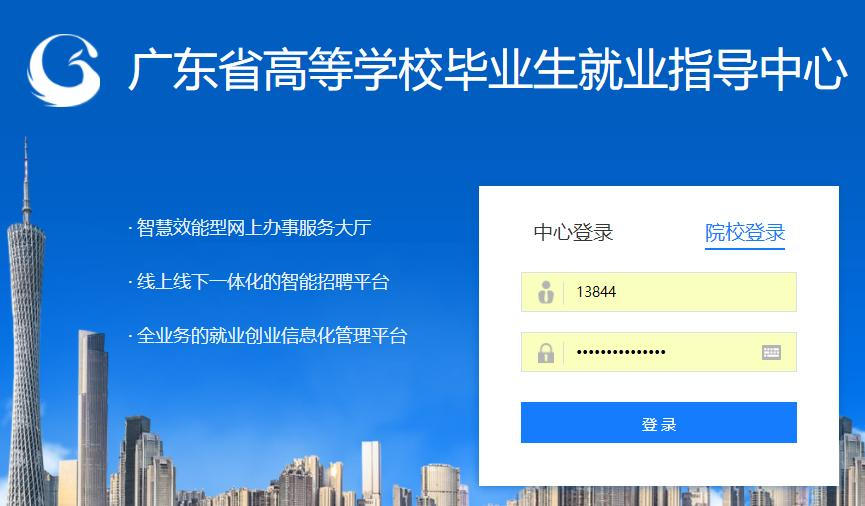 广东省高等学校毕业生就业指导中心
· 智慧效能型网上办事服务大厅
· 线上线下一体化的智能招聘平台
· 全业务的就业创业信息化管理平台
中心登录 院校登录
13844
•••••••••••••••
登 录